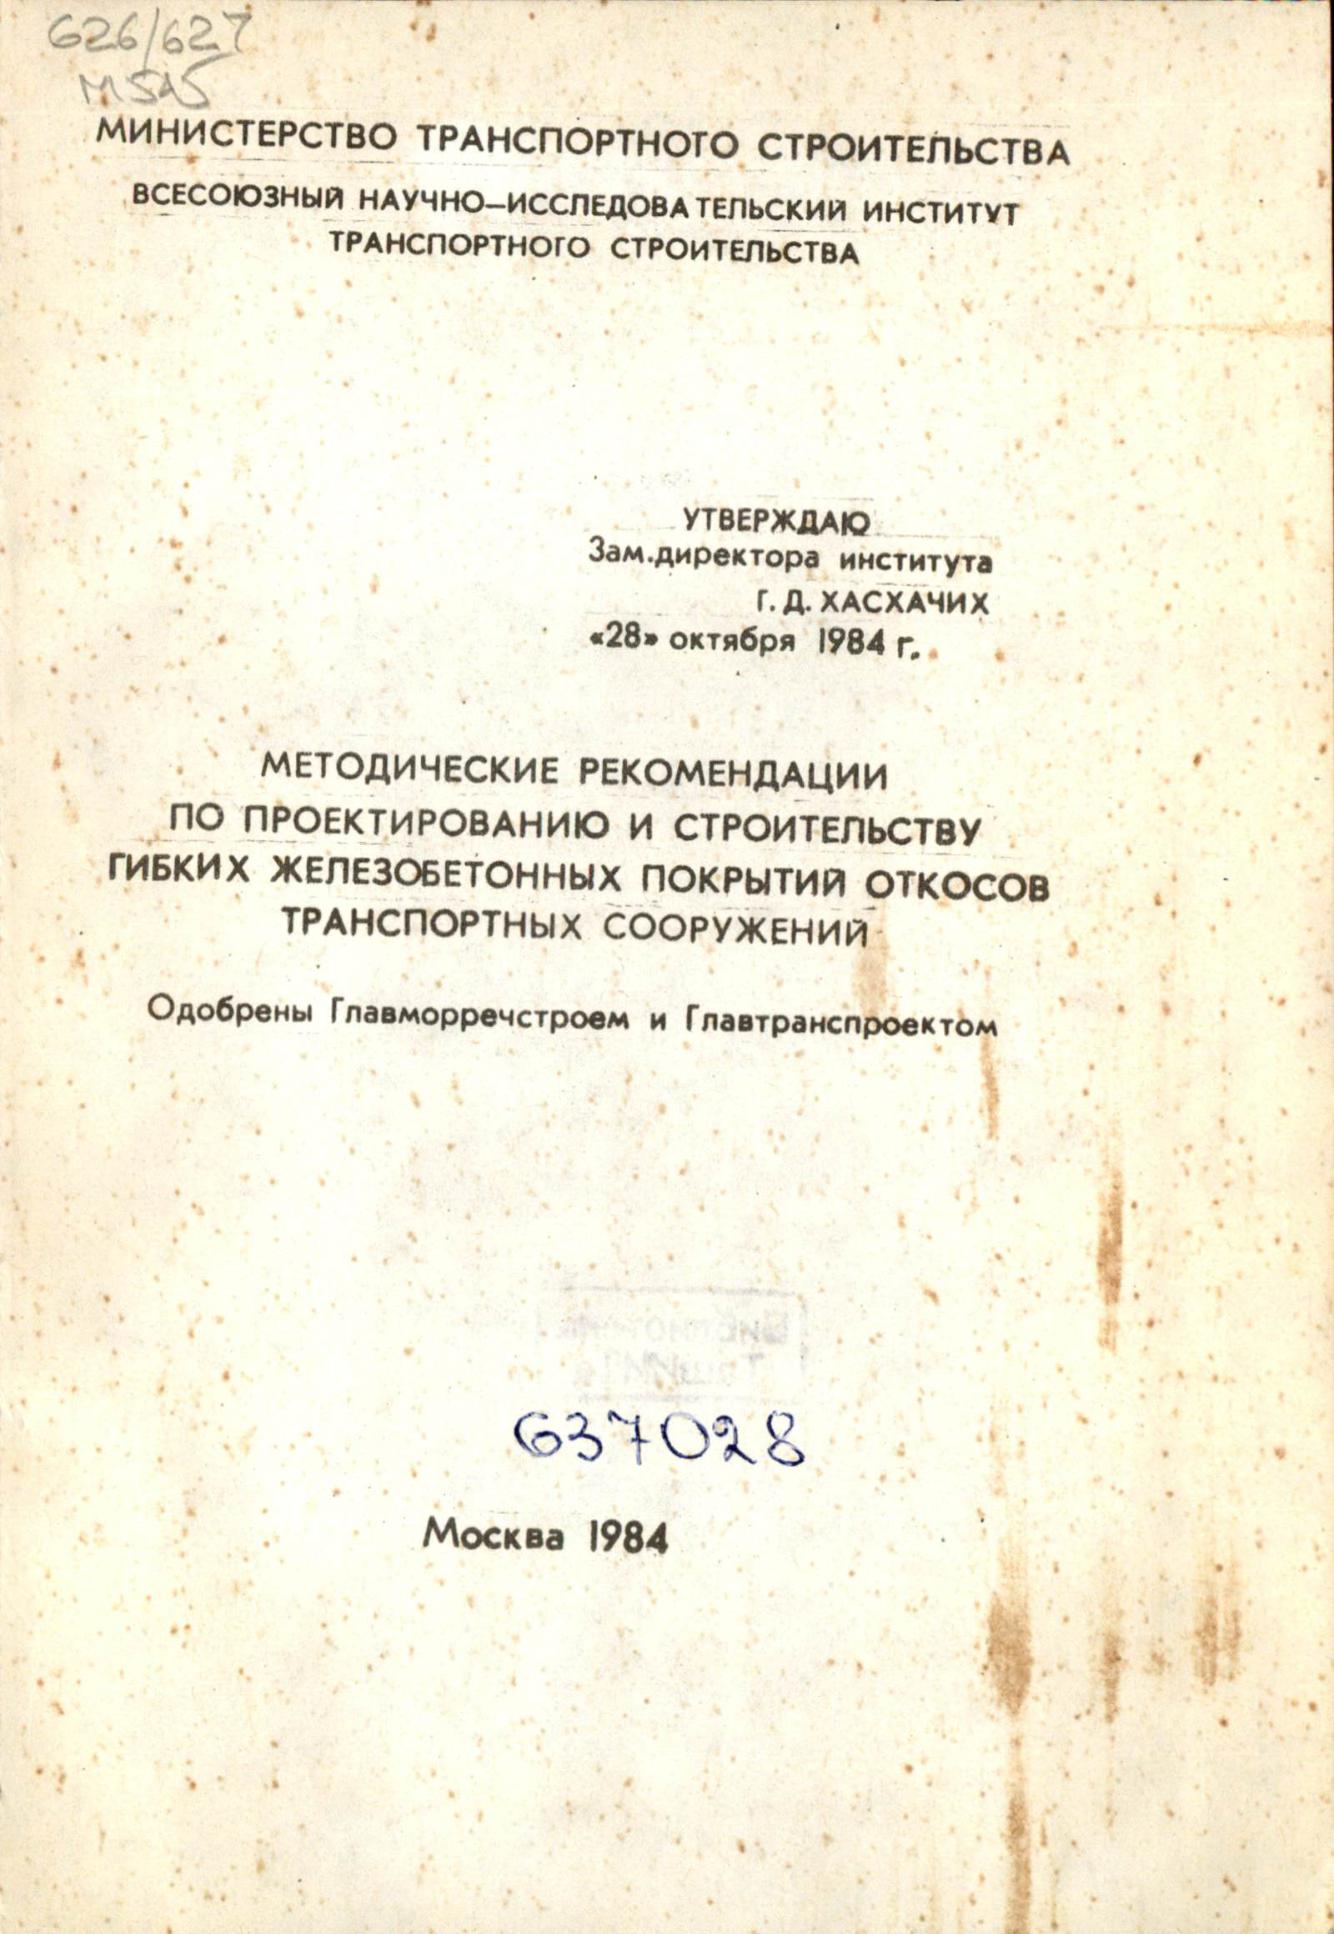 626/627
М545
МИНИСТЕРСТВО ТРАНСПОРТНОГО СТРОИТЕЛЬСТВА
ВСЕСОЮЗНЫЙ НАУЧНО—ИССЛЕДОВАТЕЛЬСКИЙ ИНСТИТУТ
ТРАНСПОРТНОГО СТРОИТЕЛЬСТВА
УТВЕРЖДАЮ
Зам.директора института
Г. Д. ХАСХАЧИХ
«28» октября 1984 г.
МЕТОДИЧЕСКИЕ РЕКОМЕНДАЦИИ
ПО ПРОЕКТИРОВАНИЮ И СТРОИТЕЛЬСТВУ
ГИБКИХ ЖЕЛЕЗОБЕТОННЫХ ПОКРЫТИЙ ОТКОСОВ
ТРАНСПОРТНЫХ СООРУЖЕНИЙ
Одобрены Главморречстроем и Главтранспроектом
637028
Москва 1984